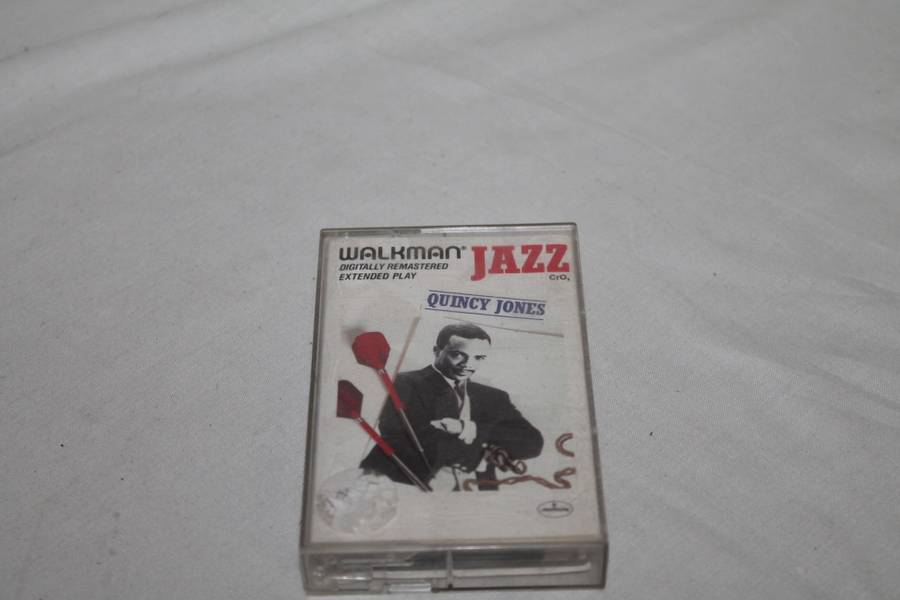 WALKMAN® JAZZ
DIGITALLY REMASTERED
EXTENDED PLAY
CrO₂
QUINCY JONES